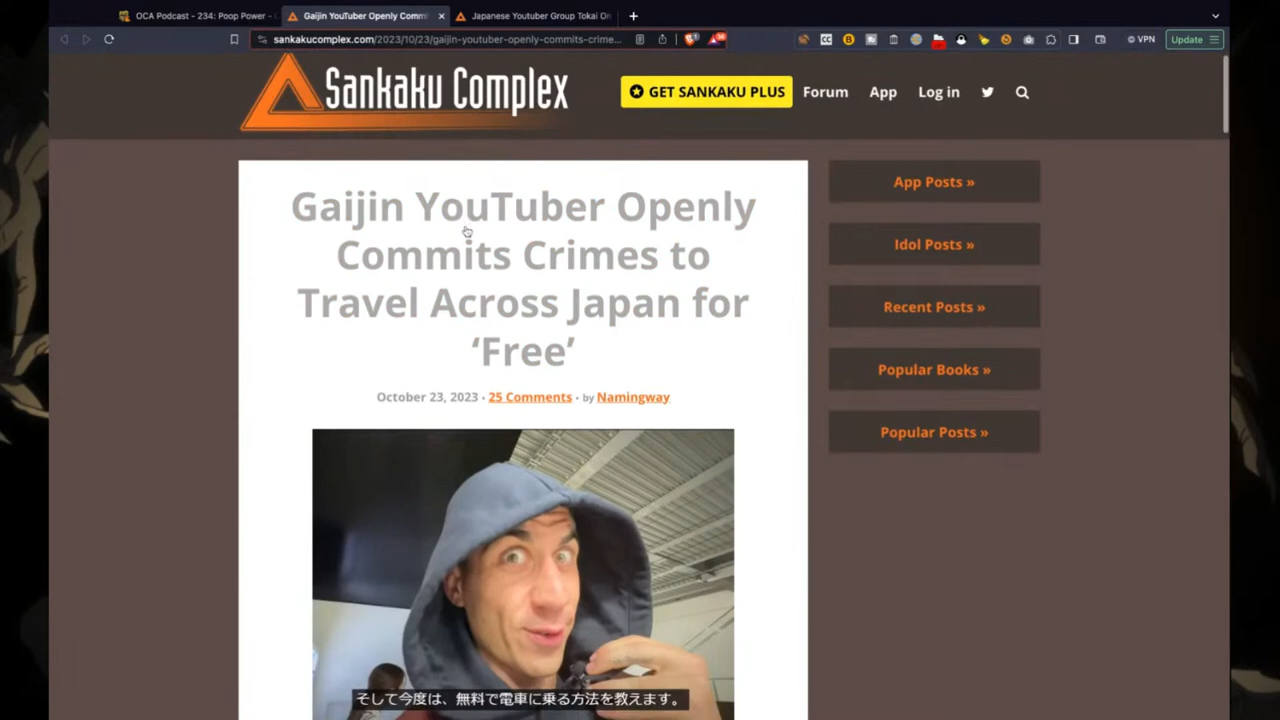 OCA Podcast - 234: Poop Power -
Gaijin YouTuber Openly Commi
Japanese Youtuber Group Tokai On
sankakucomplex.com/2023/10/23/gaijin-youtuber-openly-commits-crime...
VPN
Update
Sankaku Complex
GET SANKAKU PLUS
Forum
App
Log in
Gaijin YouTuber Openly
Commits Crimes to
Travel Across Japan for
‘Free’
October 23, 2023 · 25 Comments · by Namingway
App Posts »
Idol Posts »
Recent Posts »
Popular Books »
Popular Posts »
そして今度は、無料で電車に乗る方法を教えます。